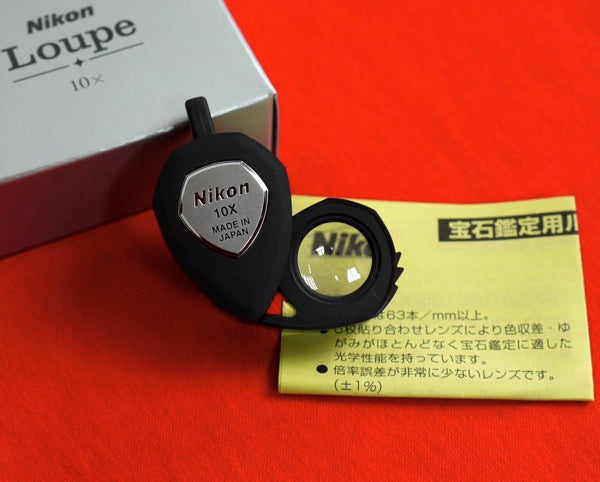 Nikon
Loupe
10×
Nikon
10X
MADE IN
JAPAN
Nik
宝石鑑定用
は63本/mm以上。
枚貼り合わせレンズにより色収差・ゆ
がみがほとんどなく宝石鑑定に適した
光学性能を持っています。
●倍率誤差が非常に少ないレンズです。
(±1%)